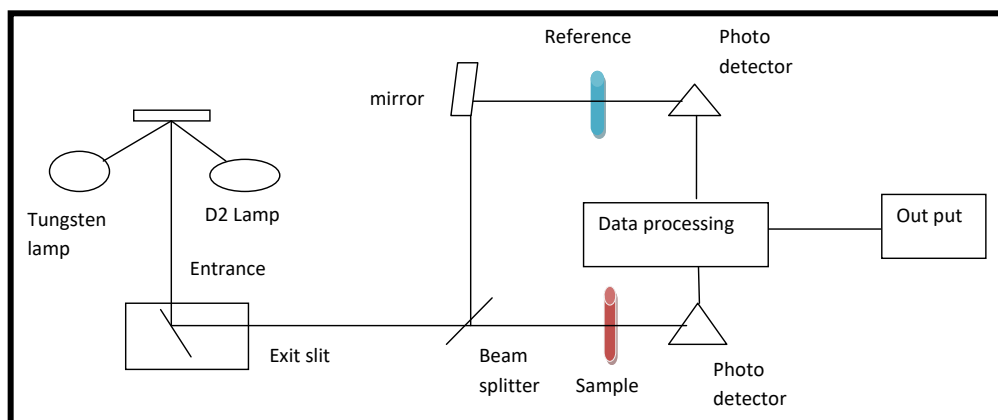 Reference
Photo
detector
mirror
Tungsten
lamp
D2 Lamp
Data processing
Out put
Entrance
Exit slit
Beam
splitter
Sample
Photo
detector